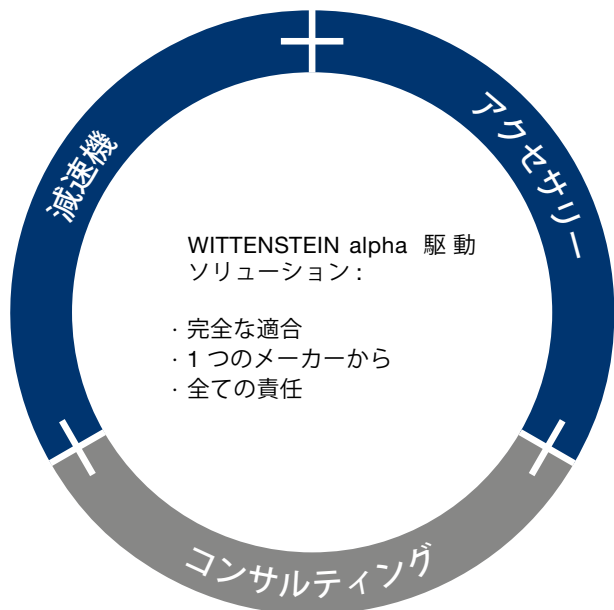 減速機
アクセサリー
WITTENSTEIN alpha 駆動
ソリューション :
· 完全な適合
· 1 つのメーカーから
· 全ての責任
コンサルティング